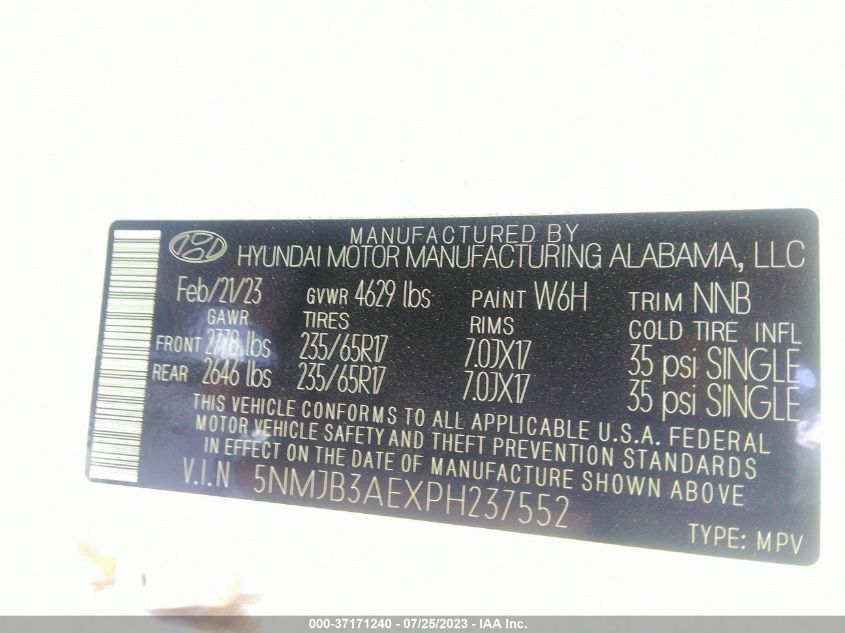 MANUFACTURED BY
HYUNDAI MOTOR MANUFACTURING ALABAMA, LLC
Feb/21/23 GVWR 4629 lbs PAINT W6H TRIM NNB
GAWR TIRES RIMS COLD TIRE INFL
FRONT 2778 lbs 235/65R17 7.0JX17 35 psi SINGLE
REAR 2646 lbs 235/65R17 7.0JX17 35 psi SINGLE
THIS VEHICLE CONFORMS TO ALL APPLICABLE U.S.A. FEDERAL
MOTOR VEHICLE SAFETY AND THEFT PREVENTION STANDARDS
IN EFFECT ON THE DATE OF MANUFACTURE SHOWN ABOVE
V.I.N 5NMJB3AEXPH237552
TYPE: MPV
000-37171240 - 07/25/2023 - IAA Inc.